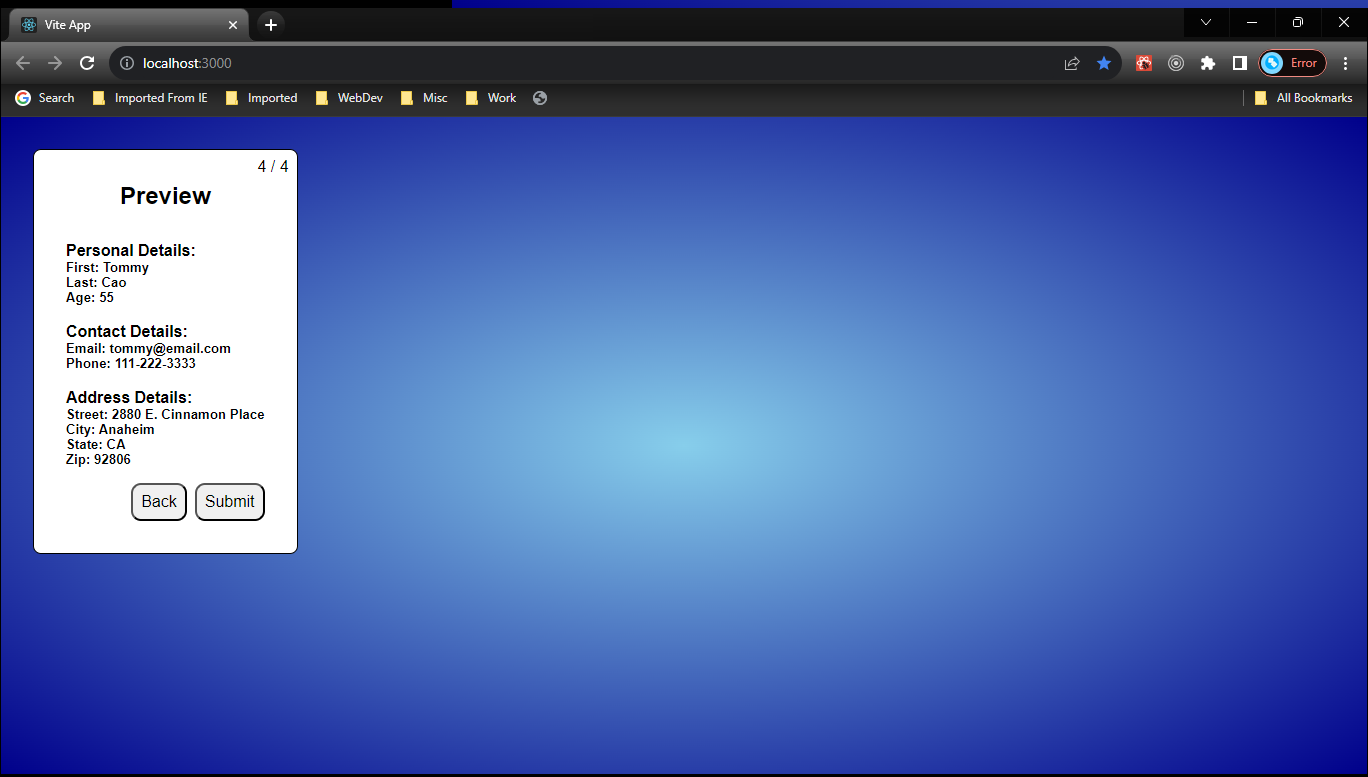 Vite App
localhost:3000
Error
Search Imported From IE Imported WebDev Misc Work All Bookmarks
4 / 4
Preview
Personal Details:
First: Tommy
Last: Cao
Age: 55
Contact Details:
Email: tommy@email.com
Phone: 111-222-3333
Address Details:
Street: 2880 E. Cinnamon Place
City: Anaheim
State: CA
Zip: 92806
Back Submit